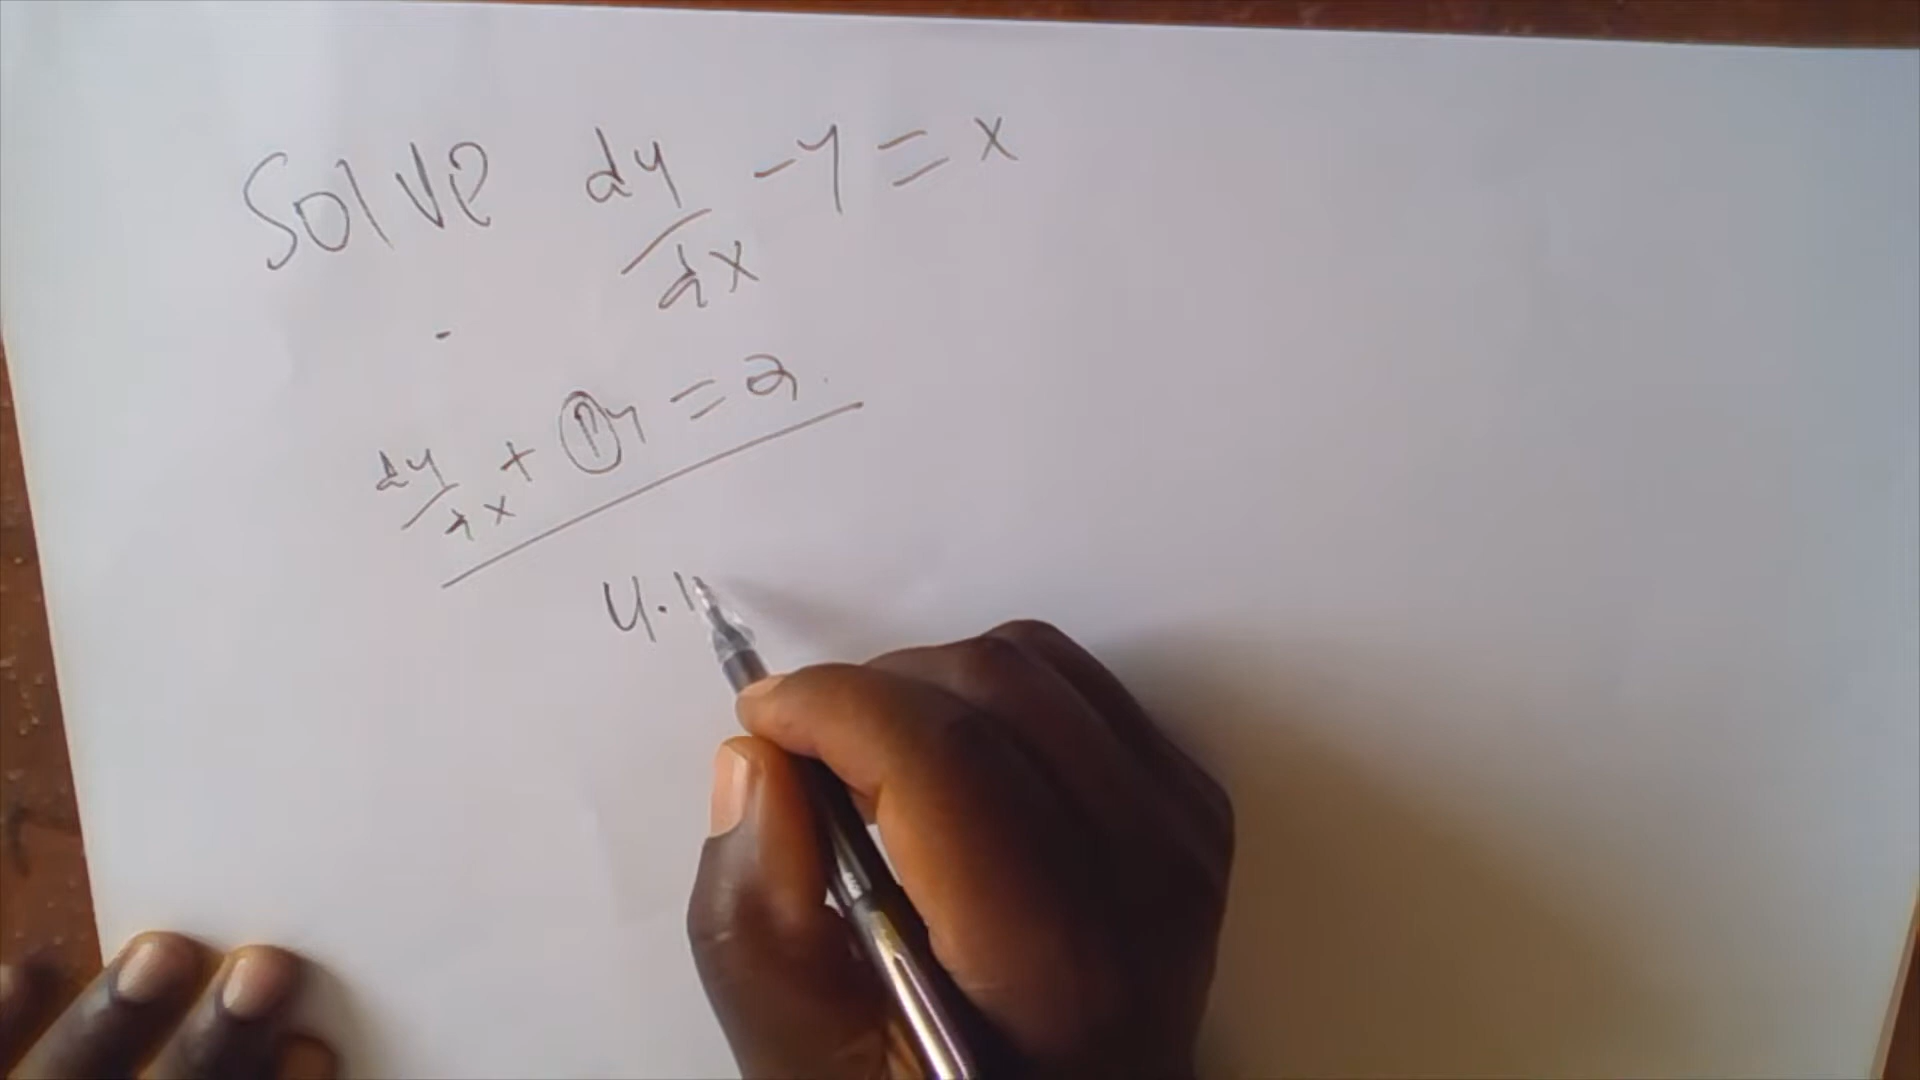 Solve dy/dx - y = x
dy/dx + Py = Q
y.